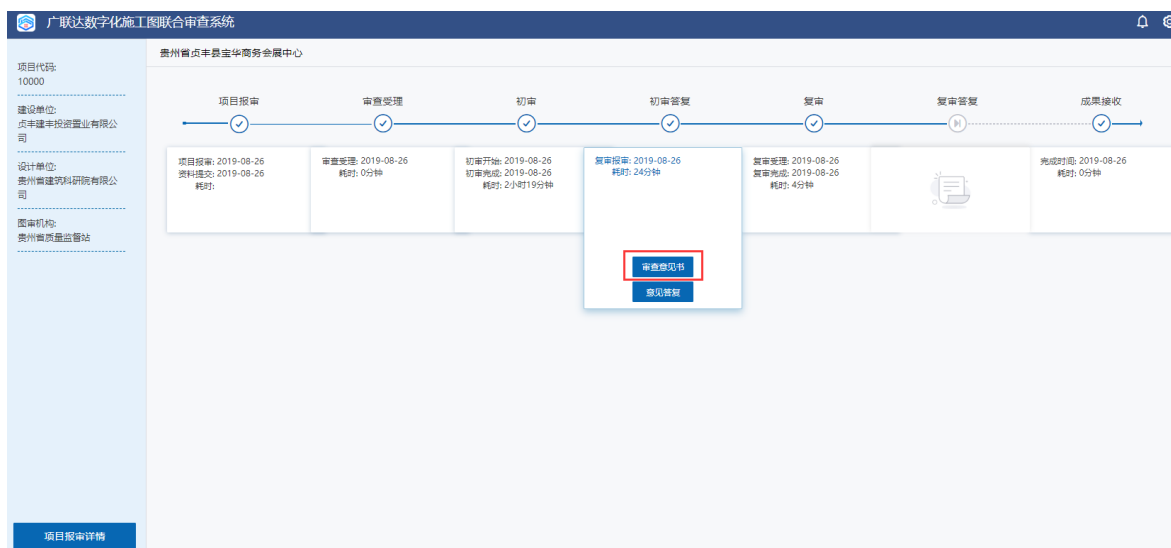 广联达数字化施工图联合审查系统
贵州省贞丰县宝华商务会展中心
项目代码:
10000
建设单位:
贞丰建丰投资置业有限公
司
设计单位:
贵州省建筑科研院有限公
司
图审机构:
贵州省质量监督站
项目报审详情
项目报审
审查受理
初审
初审答复
复审
复审答复
成果接收
项目报审: 2019-08-26
资料提交: 2019-08-26
耗时:
审查受理: 2019-08-26
耗时: 0分钟
初审开始: 2019-08-26
初审完成: 2019-08-26
耗时: 2小时19分钟
复审报审: 2019-08-26
耗时: 24分钟
审查意见书
意见答复
复审受理: 2019-08-26
复审完成: 2019-08-26
耗时: 4分钟
完成时间: 2019-08-26
耗时: 0分钟